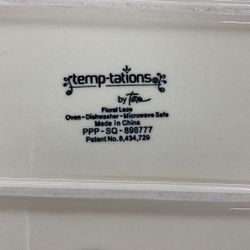 temp-tations
by Tara
Floral Lace
Oven - Dishwasher - Microwave Safe
Made in China
PPP - SQ - 898777
Patent No. 8,434,729